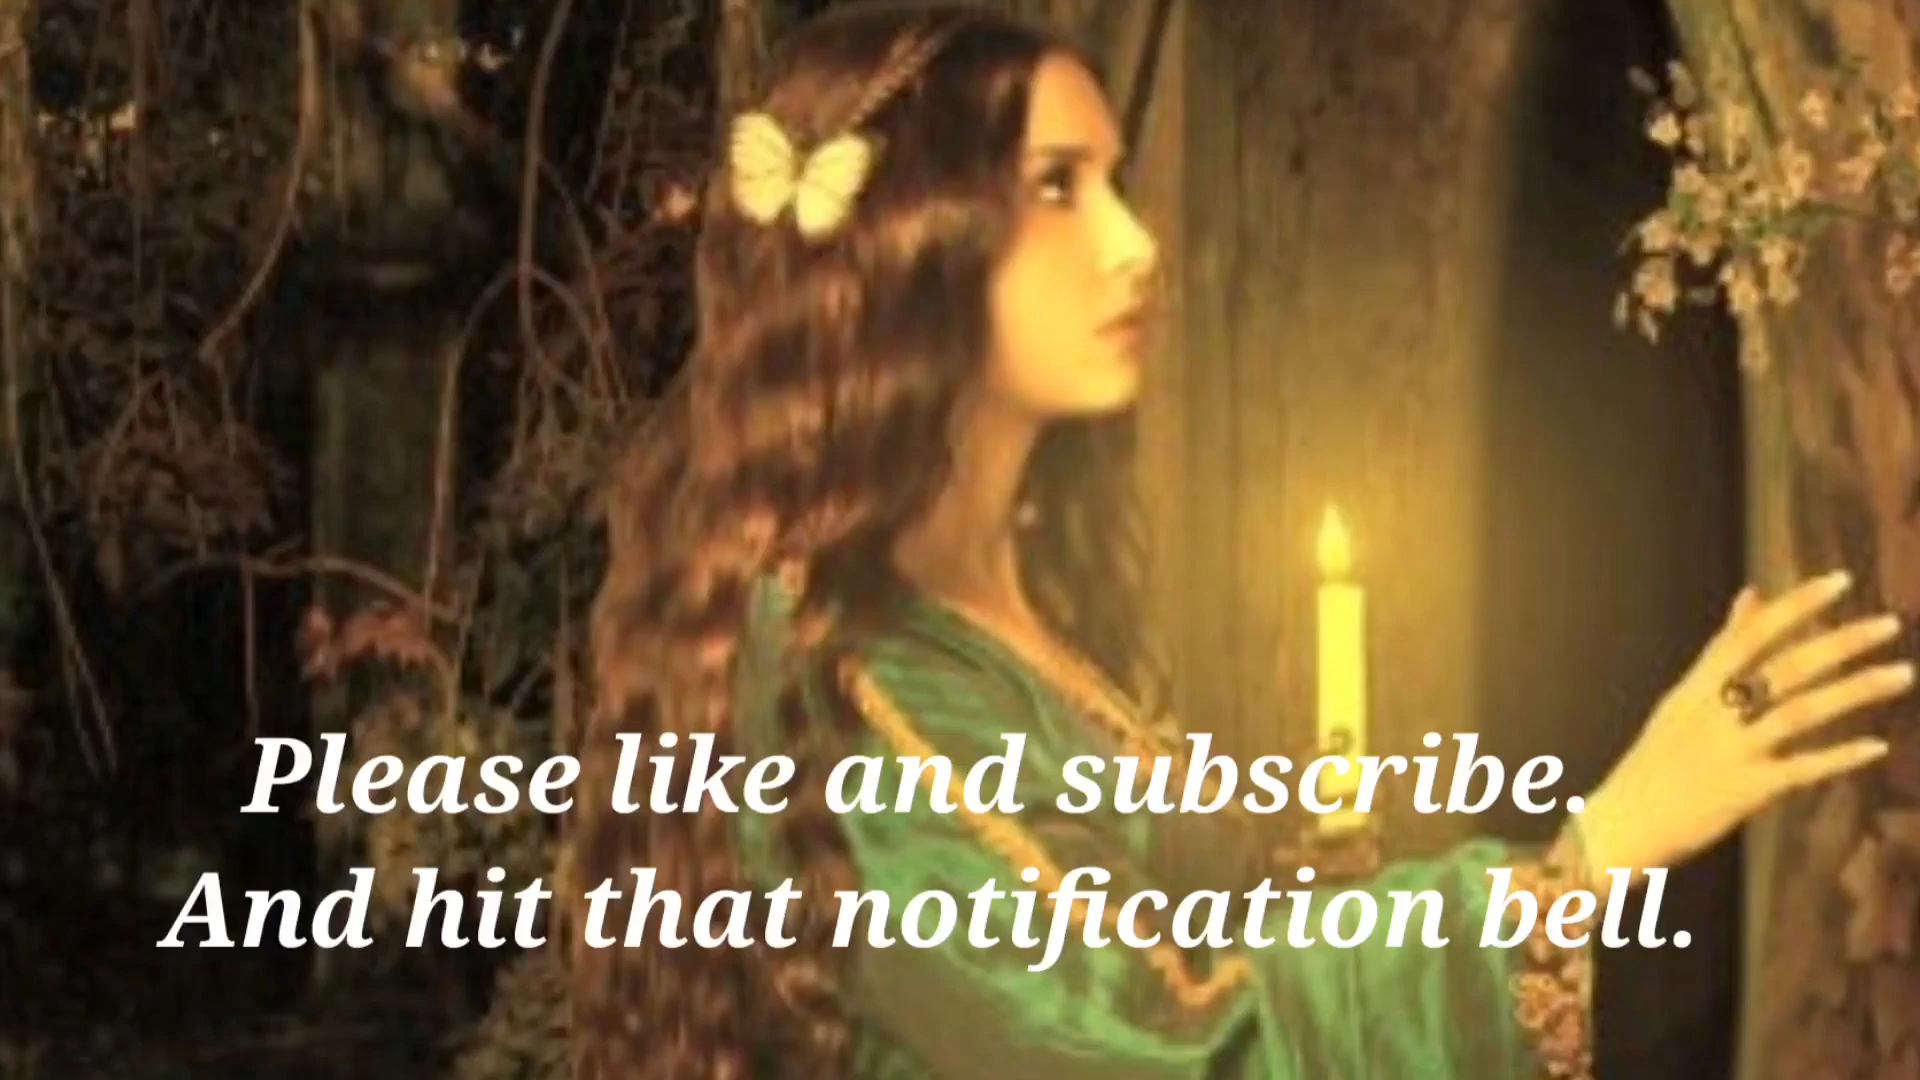 Please like and subscribe.
And hit that notification bell.